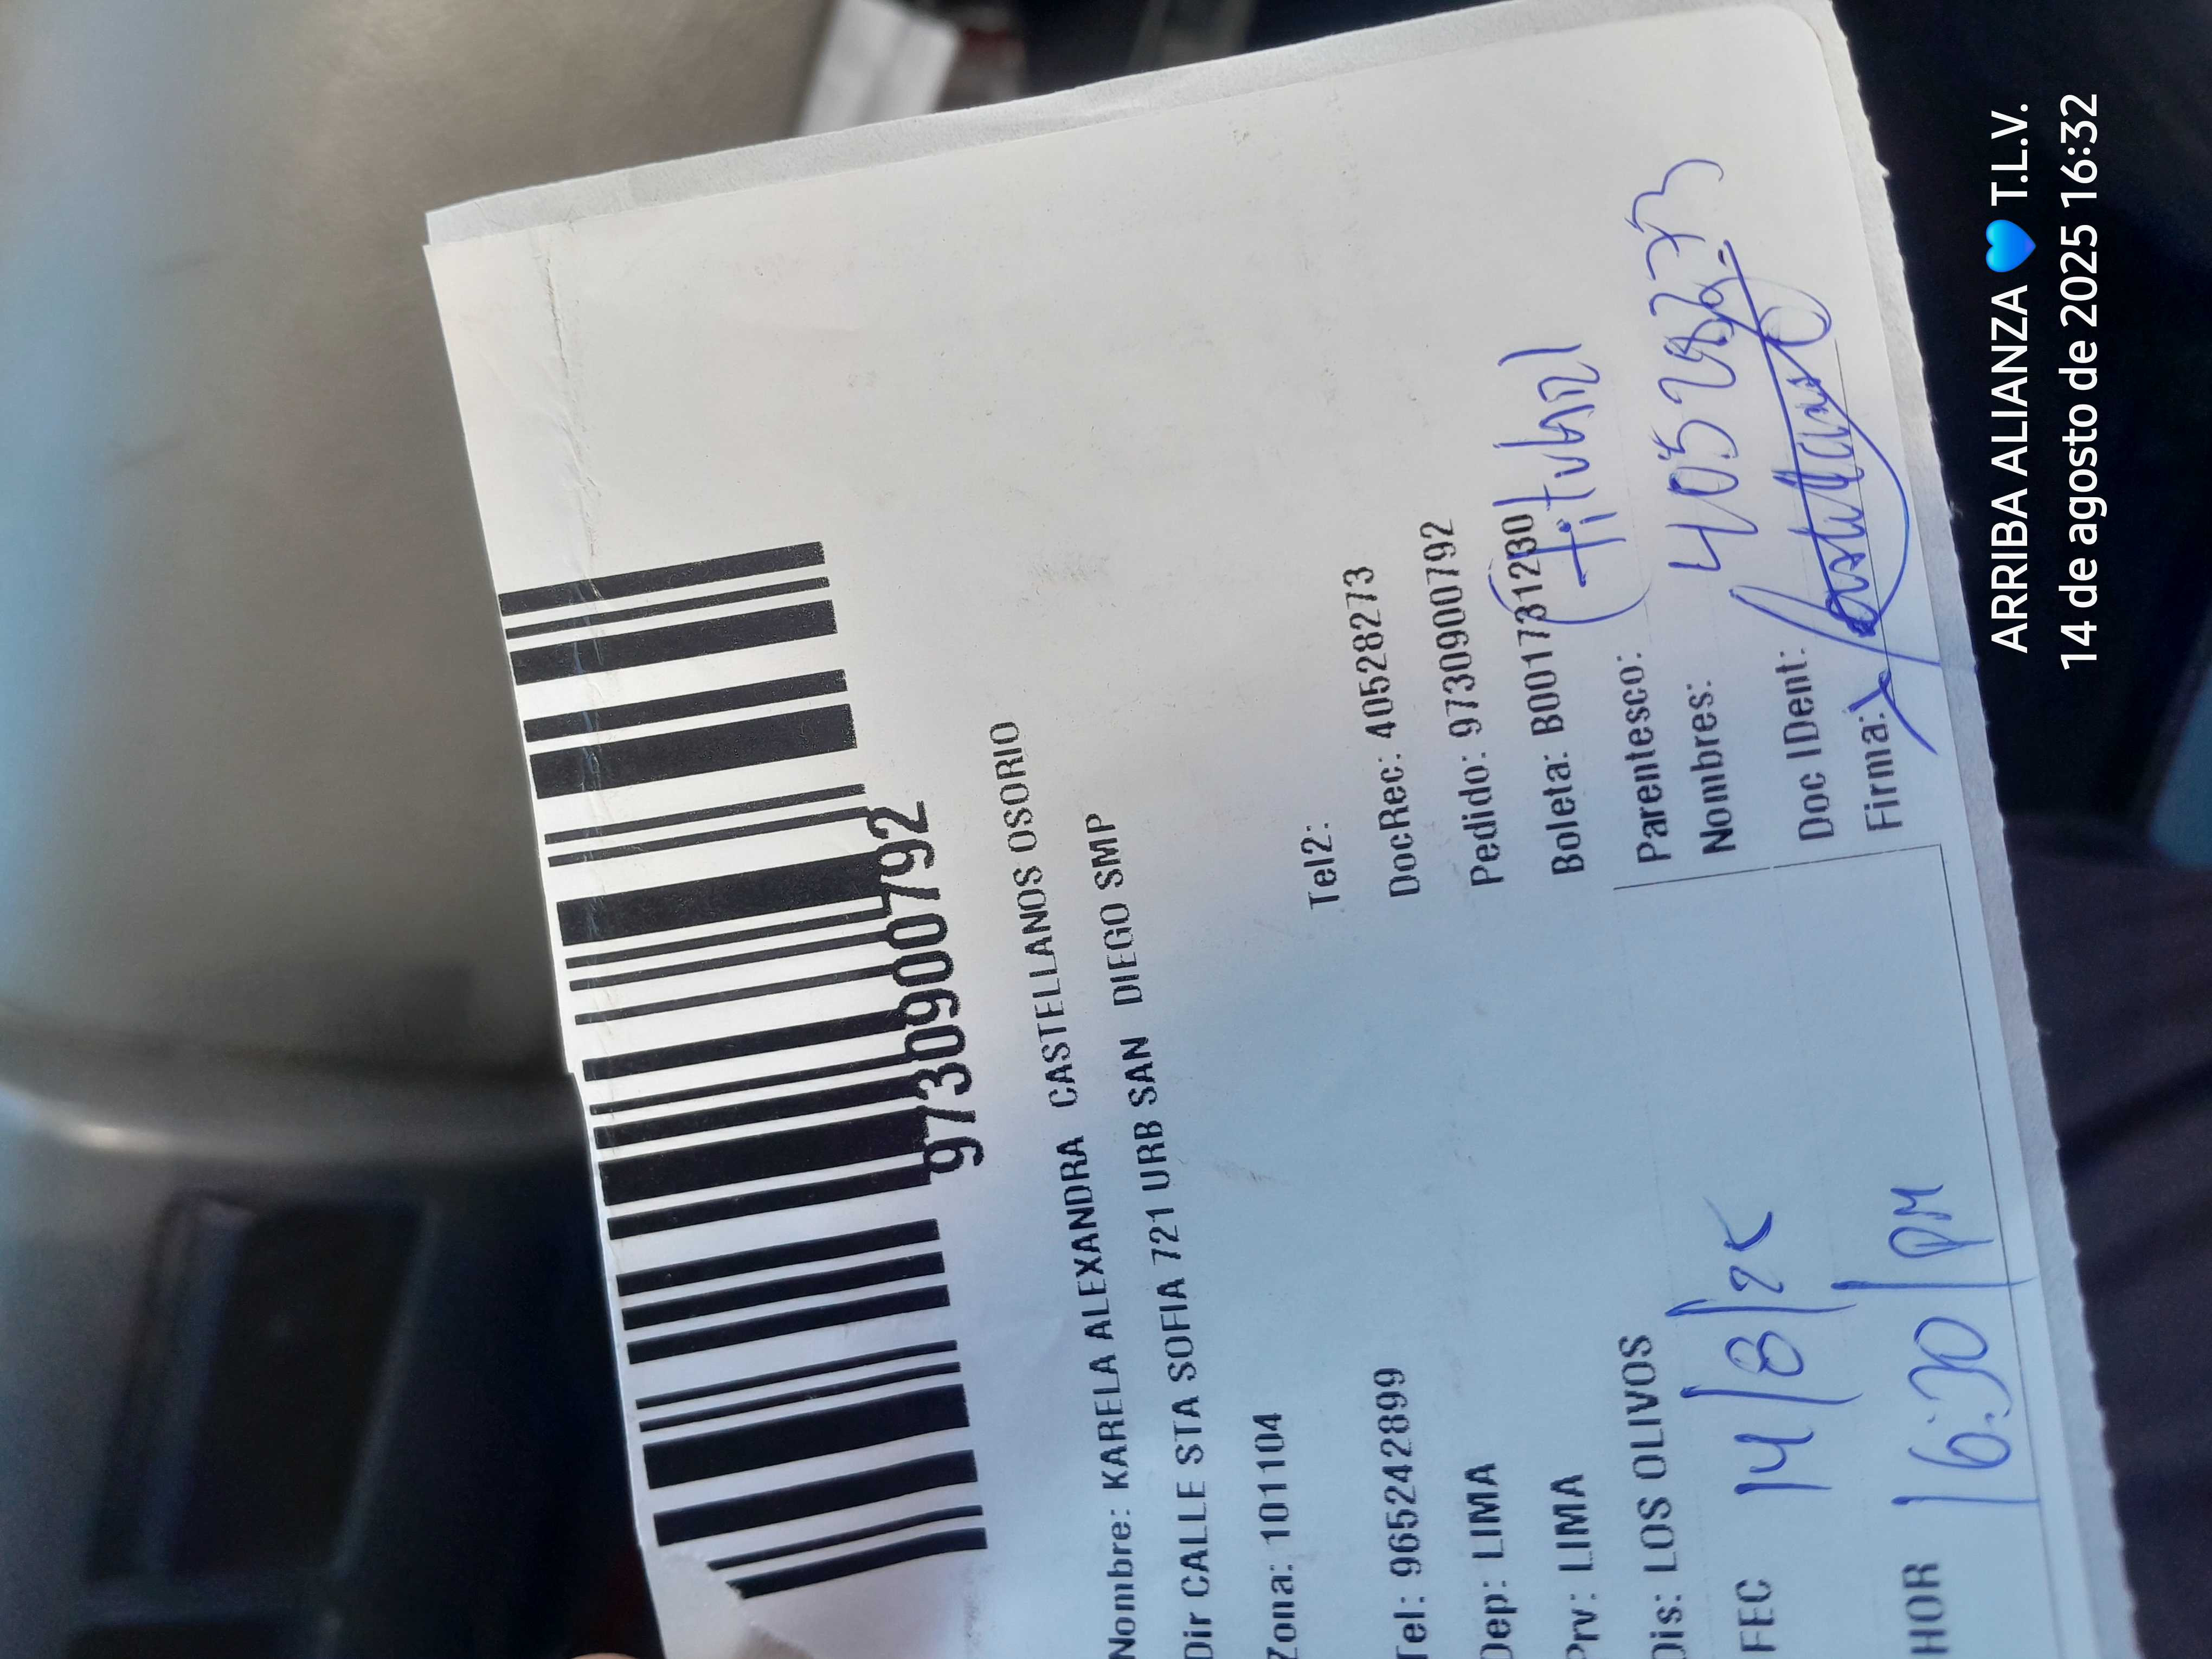 9730900792
Nombre: KARELA ALEXANDRA CASTELLANOS OSORIO
Dir CALLE STA SOFIA 721 URB SAN DIEGO SMP
Zona: 101104
Tel: 965242899 Tel2:
Dep: LIMA DocRec: 40528273
Prv: LIMA Pedido: 9730900792
Dis: LOS OLIVOS Boleta: B001731230
FEC 14/8/25 Parentesco: (titular
Nombres: 40528273
HOR 16:30 PM Doc IDent:
Firma:
ARRIBA ALIANZA 💙 T.L.V.
14 de agosto de 2025 16:32